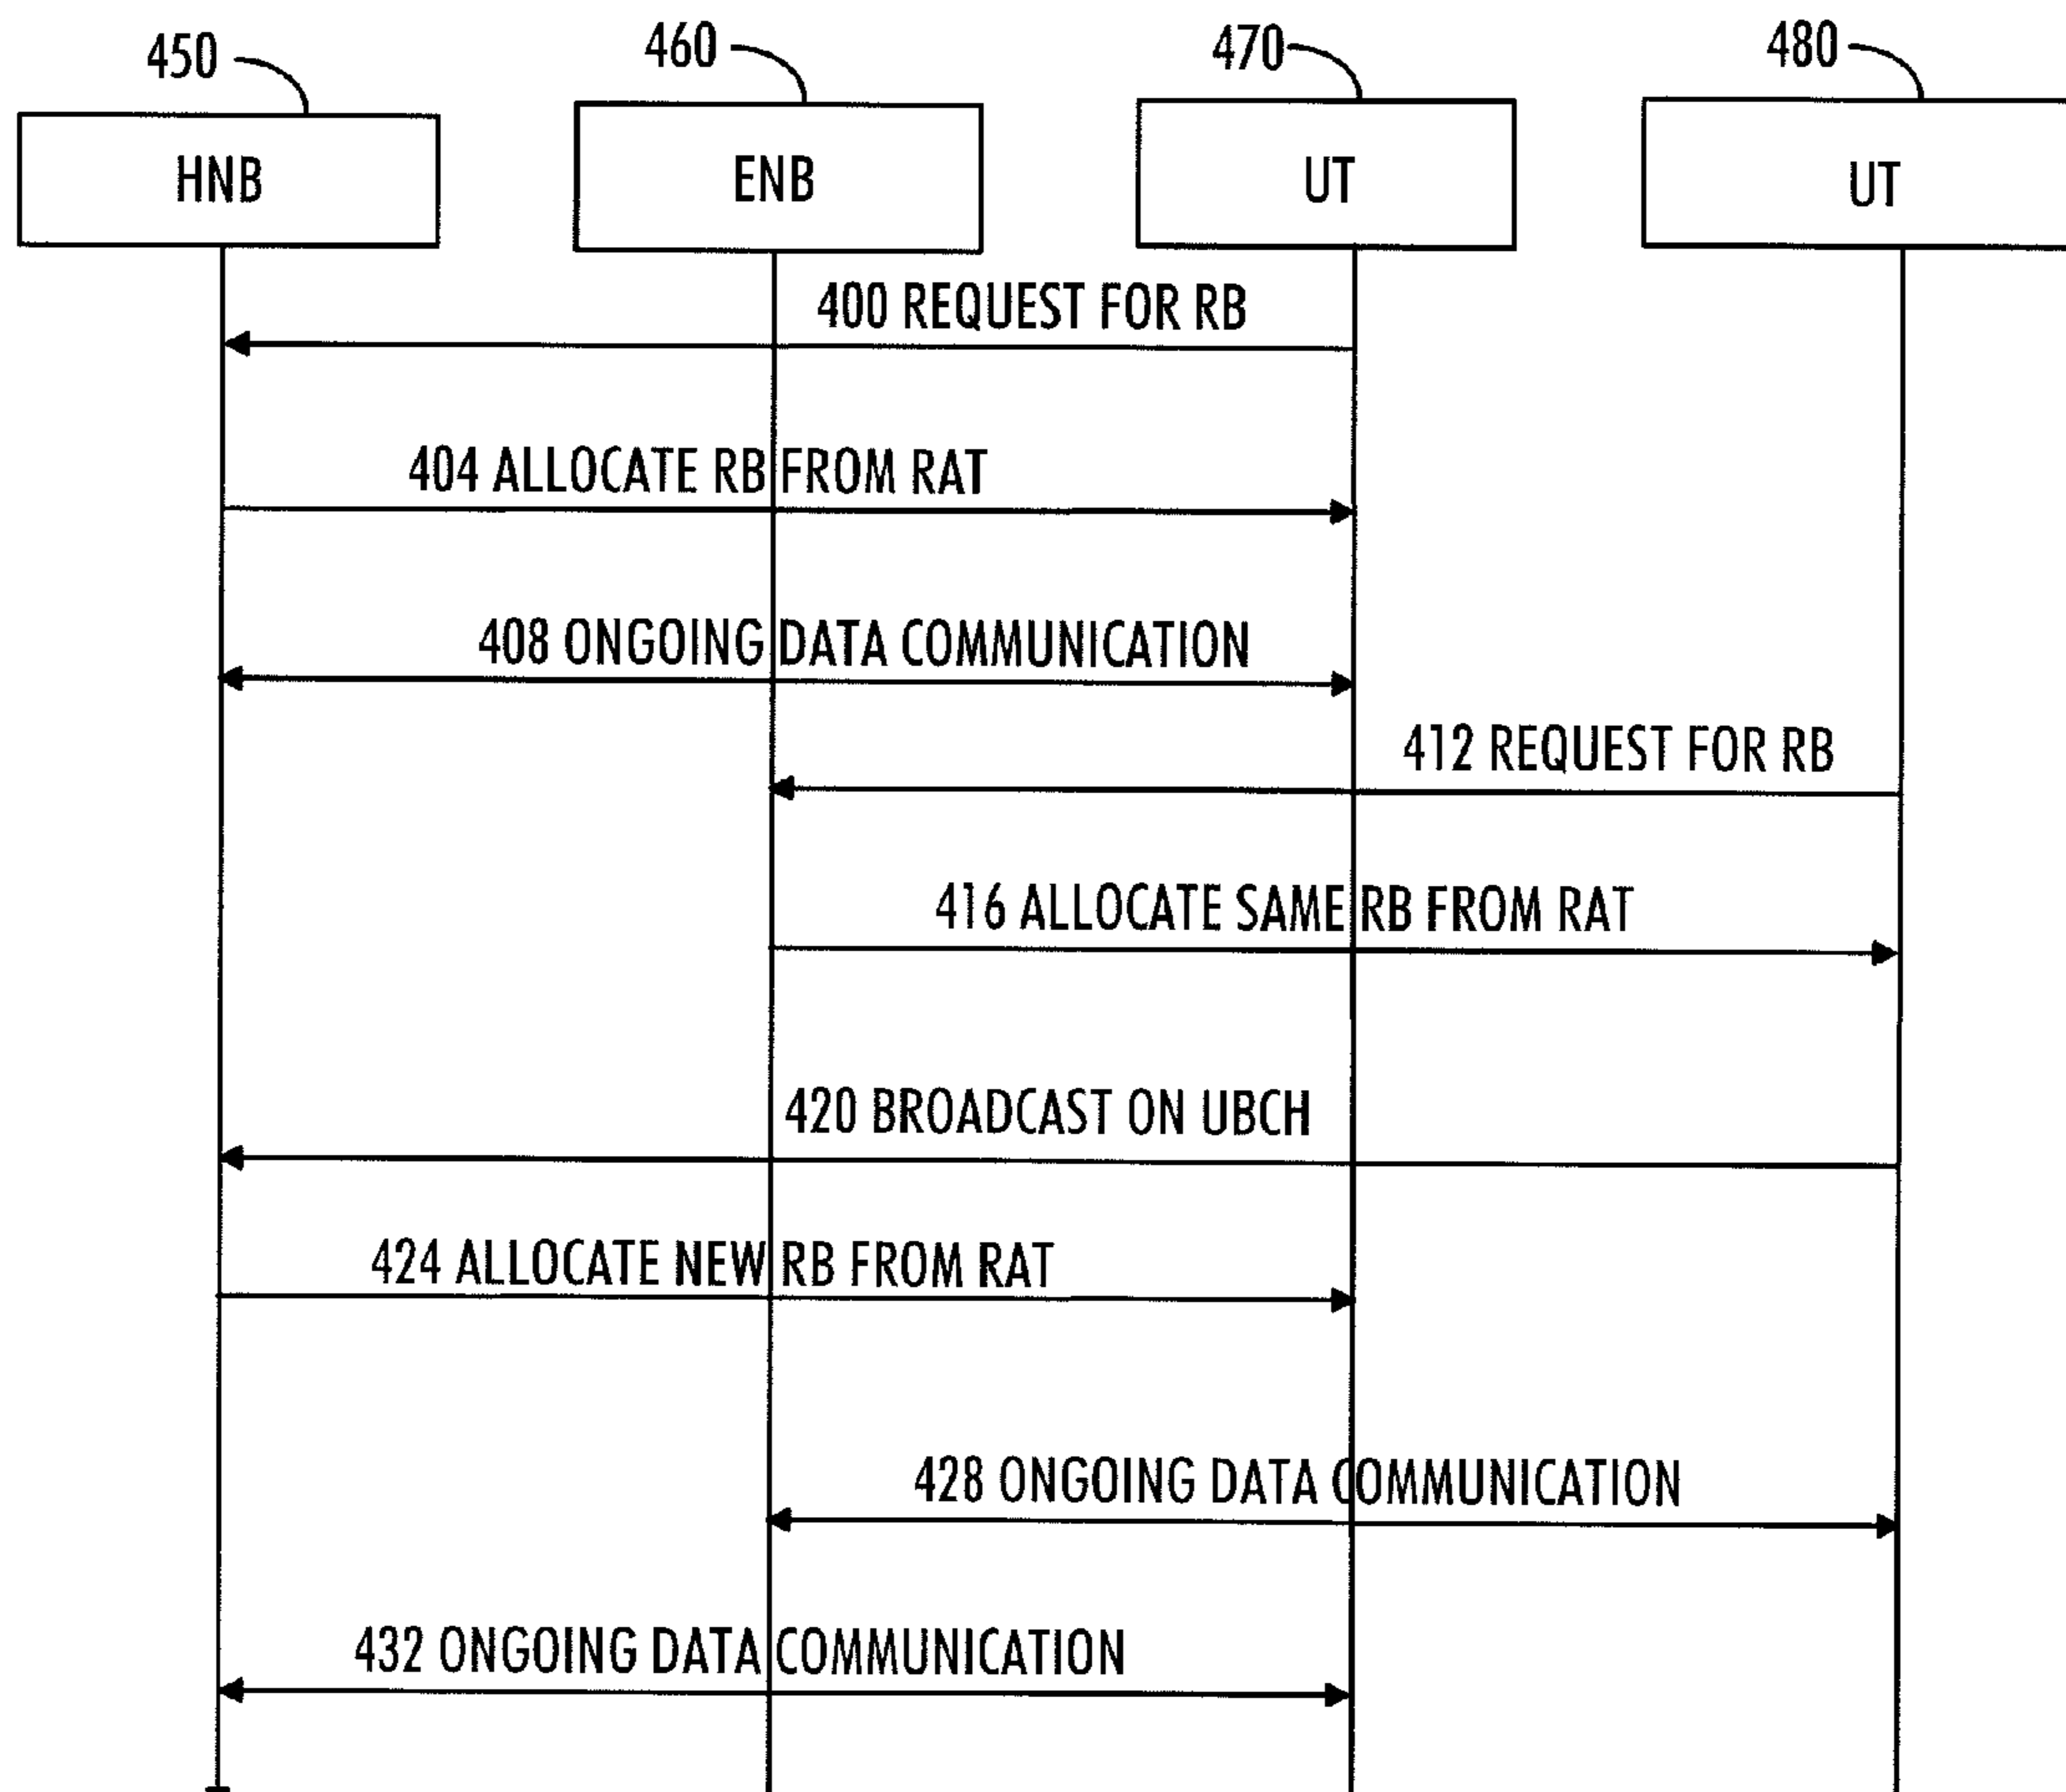 450 460 470 480
HNB ENB UT UT
400 REQUEST FOR RB
404 ALLOCATE RB FROM RAT
408 ONGOING DATA COMMUNICATION
412 REQUEST FOR RB
416 ALLOCATE SAME RB FROM RAT
420 BROADCAST ON UBCH
424 ALLOCATE NEW RB FROM RAT
428 ONGOING DATA COMMUNICATION
432 ONGOING DATA COMMUNICATION